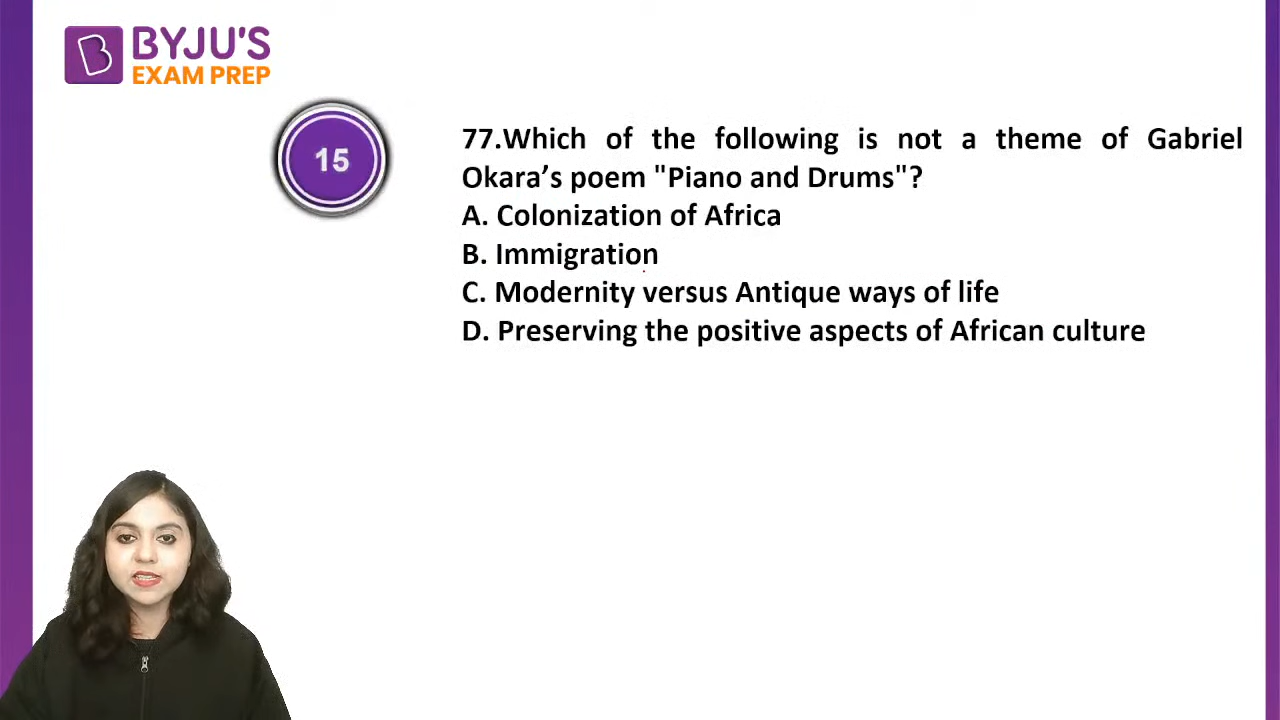 BYJU'S
EXAM PREP
15
77.Which of the following is not a theme of Gabriel
Okara’s poem "Piano and Drums"?
A. Colonization of Africa
B. Immigration
C. Modernity versus Antique ways of life
D. Preserving the positive aspects of African culture